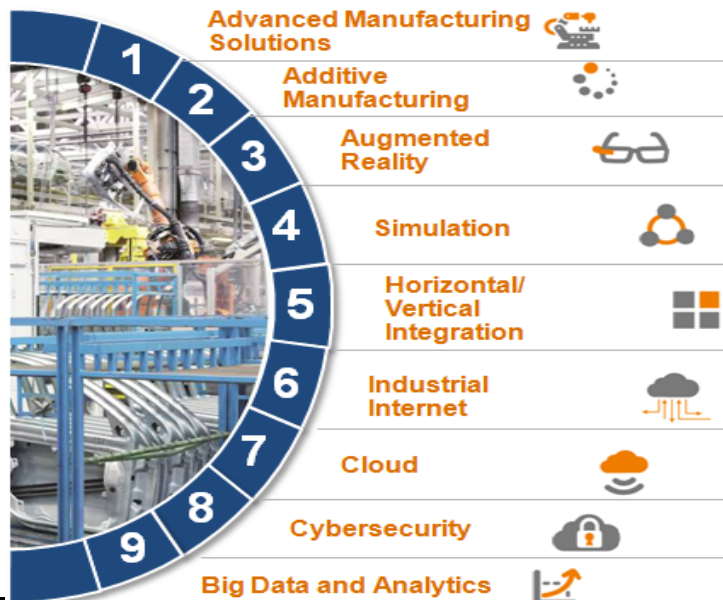 1
Advanced Manufacturing
Solutions
2
Additive
Manufacturing
3
Augmented
Reality
4
Simulation
5
Horizontal/
Vertical
Integration
6
Industrial
Internet
7
Cloud
8
Cybersecurity
9
Big Data and Analytics